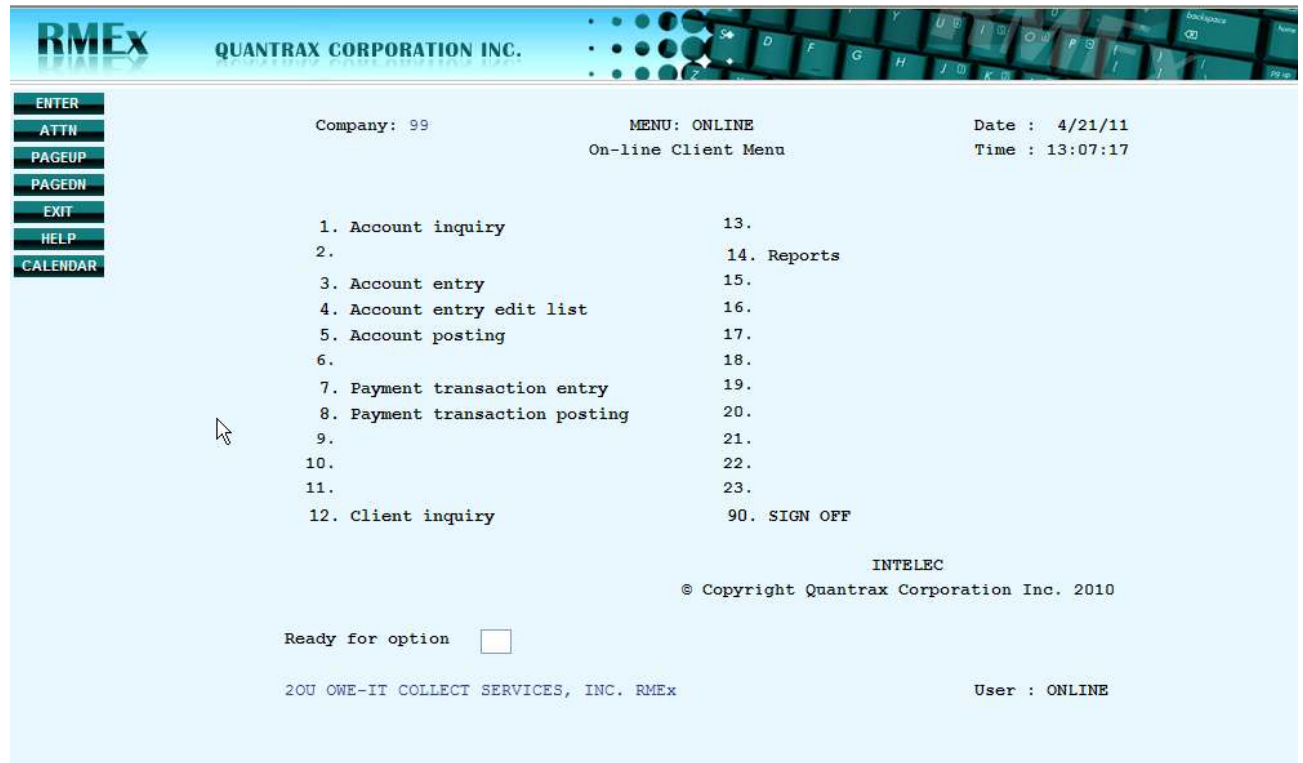 RMEx QUANTRAX CORPORATION INC.
ENTER
ATTN
PAGEUP
PAGEDN
EXIT
HELP
CALENDAR
Company: 99 MENU: ONLINE Date : 4/21/11
On-line Client Menu Time : 13:07:17
1. Account inquiry 13.
2. 14. Reports
3. Account entry 15.
4. Account entry edit list 16.
5. Account posting 17.
6. 18.
7. Payment transaction entry 19.
8. Payment transaction posting 20.
9. 21.
10. 22.
11. 23.
12. Client inquiry 90. SIGN OFF
INTELEC
© Copyright Quantrax Corporation Inc. 2010
Ready for option
2OU OWE-IT COLLECT SERVICES, INC. RMEx User : ONLINE